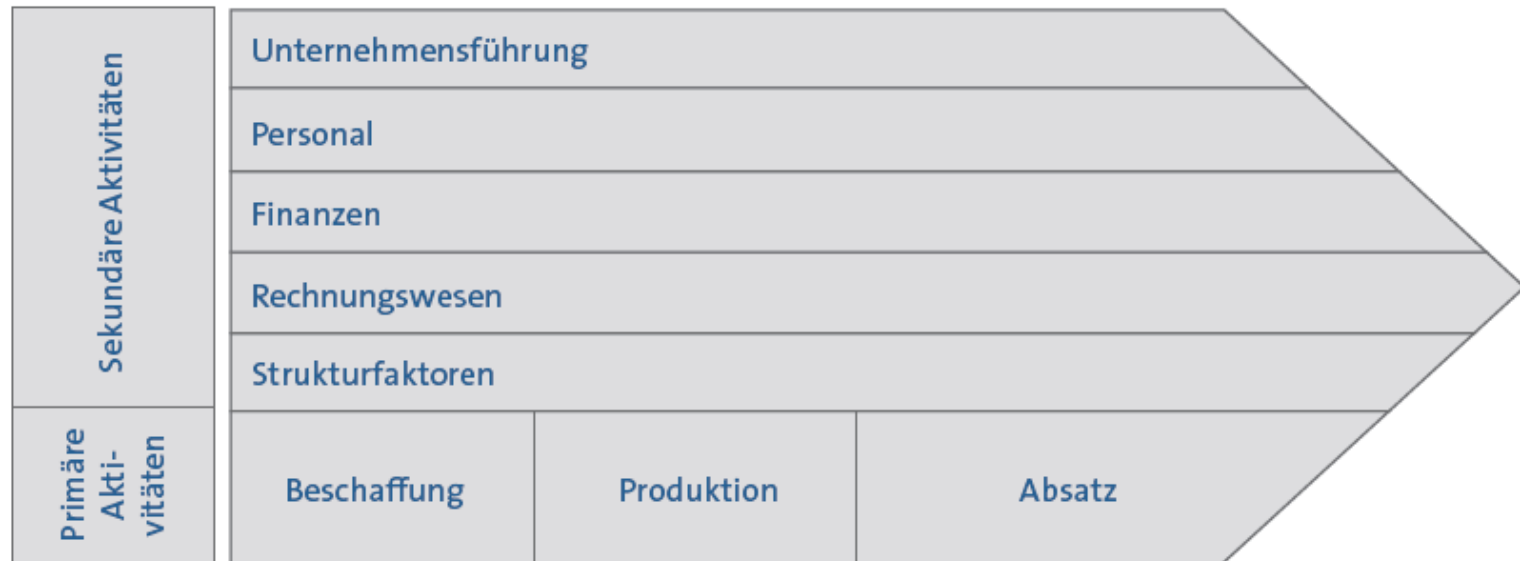 Sekundäre Aktivitäten
Unternehmensführung
Personal
Finanzen
Rechnungswesen
Strukturfaktoren
Primäre
Akti-
vitäten
Beschaffung
Produktion
Absatz